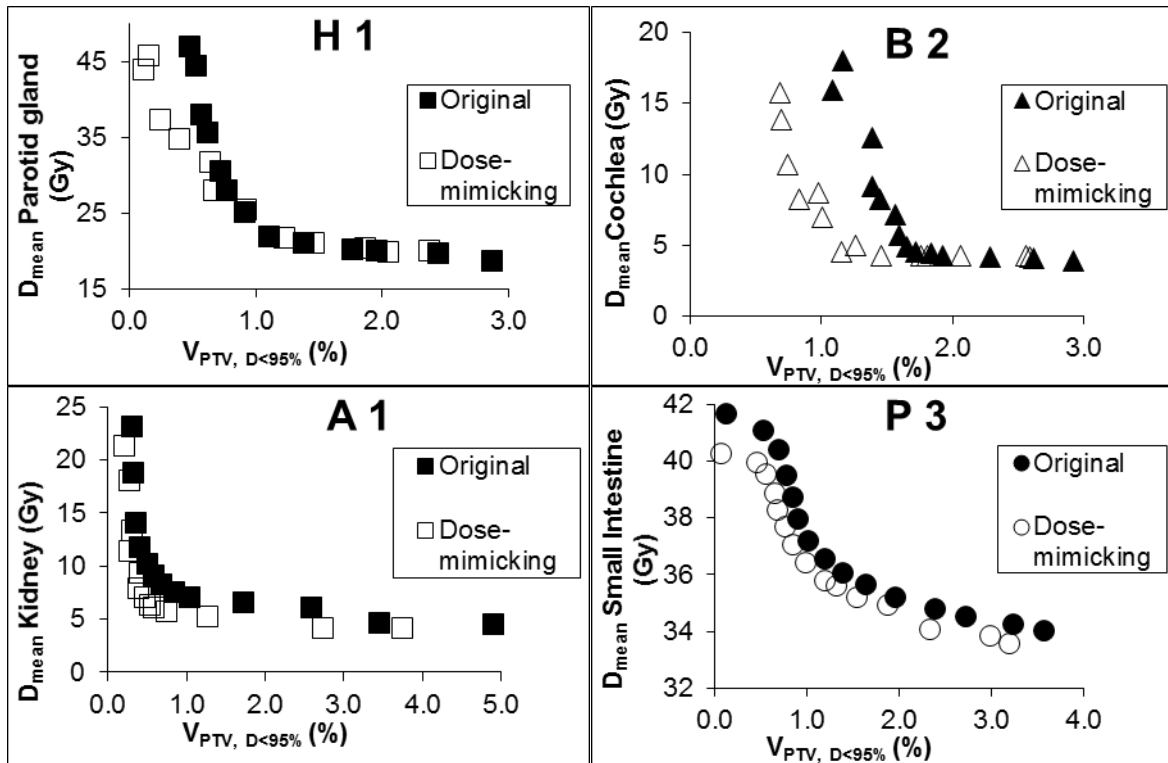 H 1
45
35
25
15
D_mean Parotid gland
(Gy)
Original
Dose-
mimicking
0.0 1.0 2.0 3.0
V_PTV, D<95% (%)
B 2
20
15
10
5
0
D_meanCochlea (Gy)
Original
Dose-
mimicking
0.0 1.0 2.0 3.0
V_PTV, D<95% (%)
A 1
25
20
15
10
5
0
D_mean Kidney (Gy)
Original
Dose-
mimicking
0.0 1.0 2.0 3.0 4.0 5.0
V_PTV, D<95% (%)
P 3
42
40
38
36
34
32
D_mean Small Intestine
(Gy)
Original
Dose-
mimicking
0.0 1.0 2.0 3.0 4.0
V_PTV, D<95% (%)